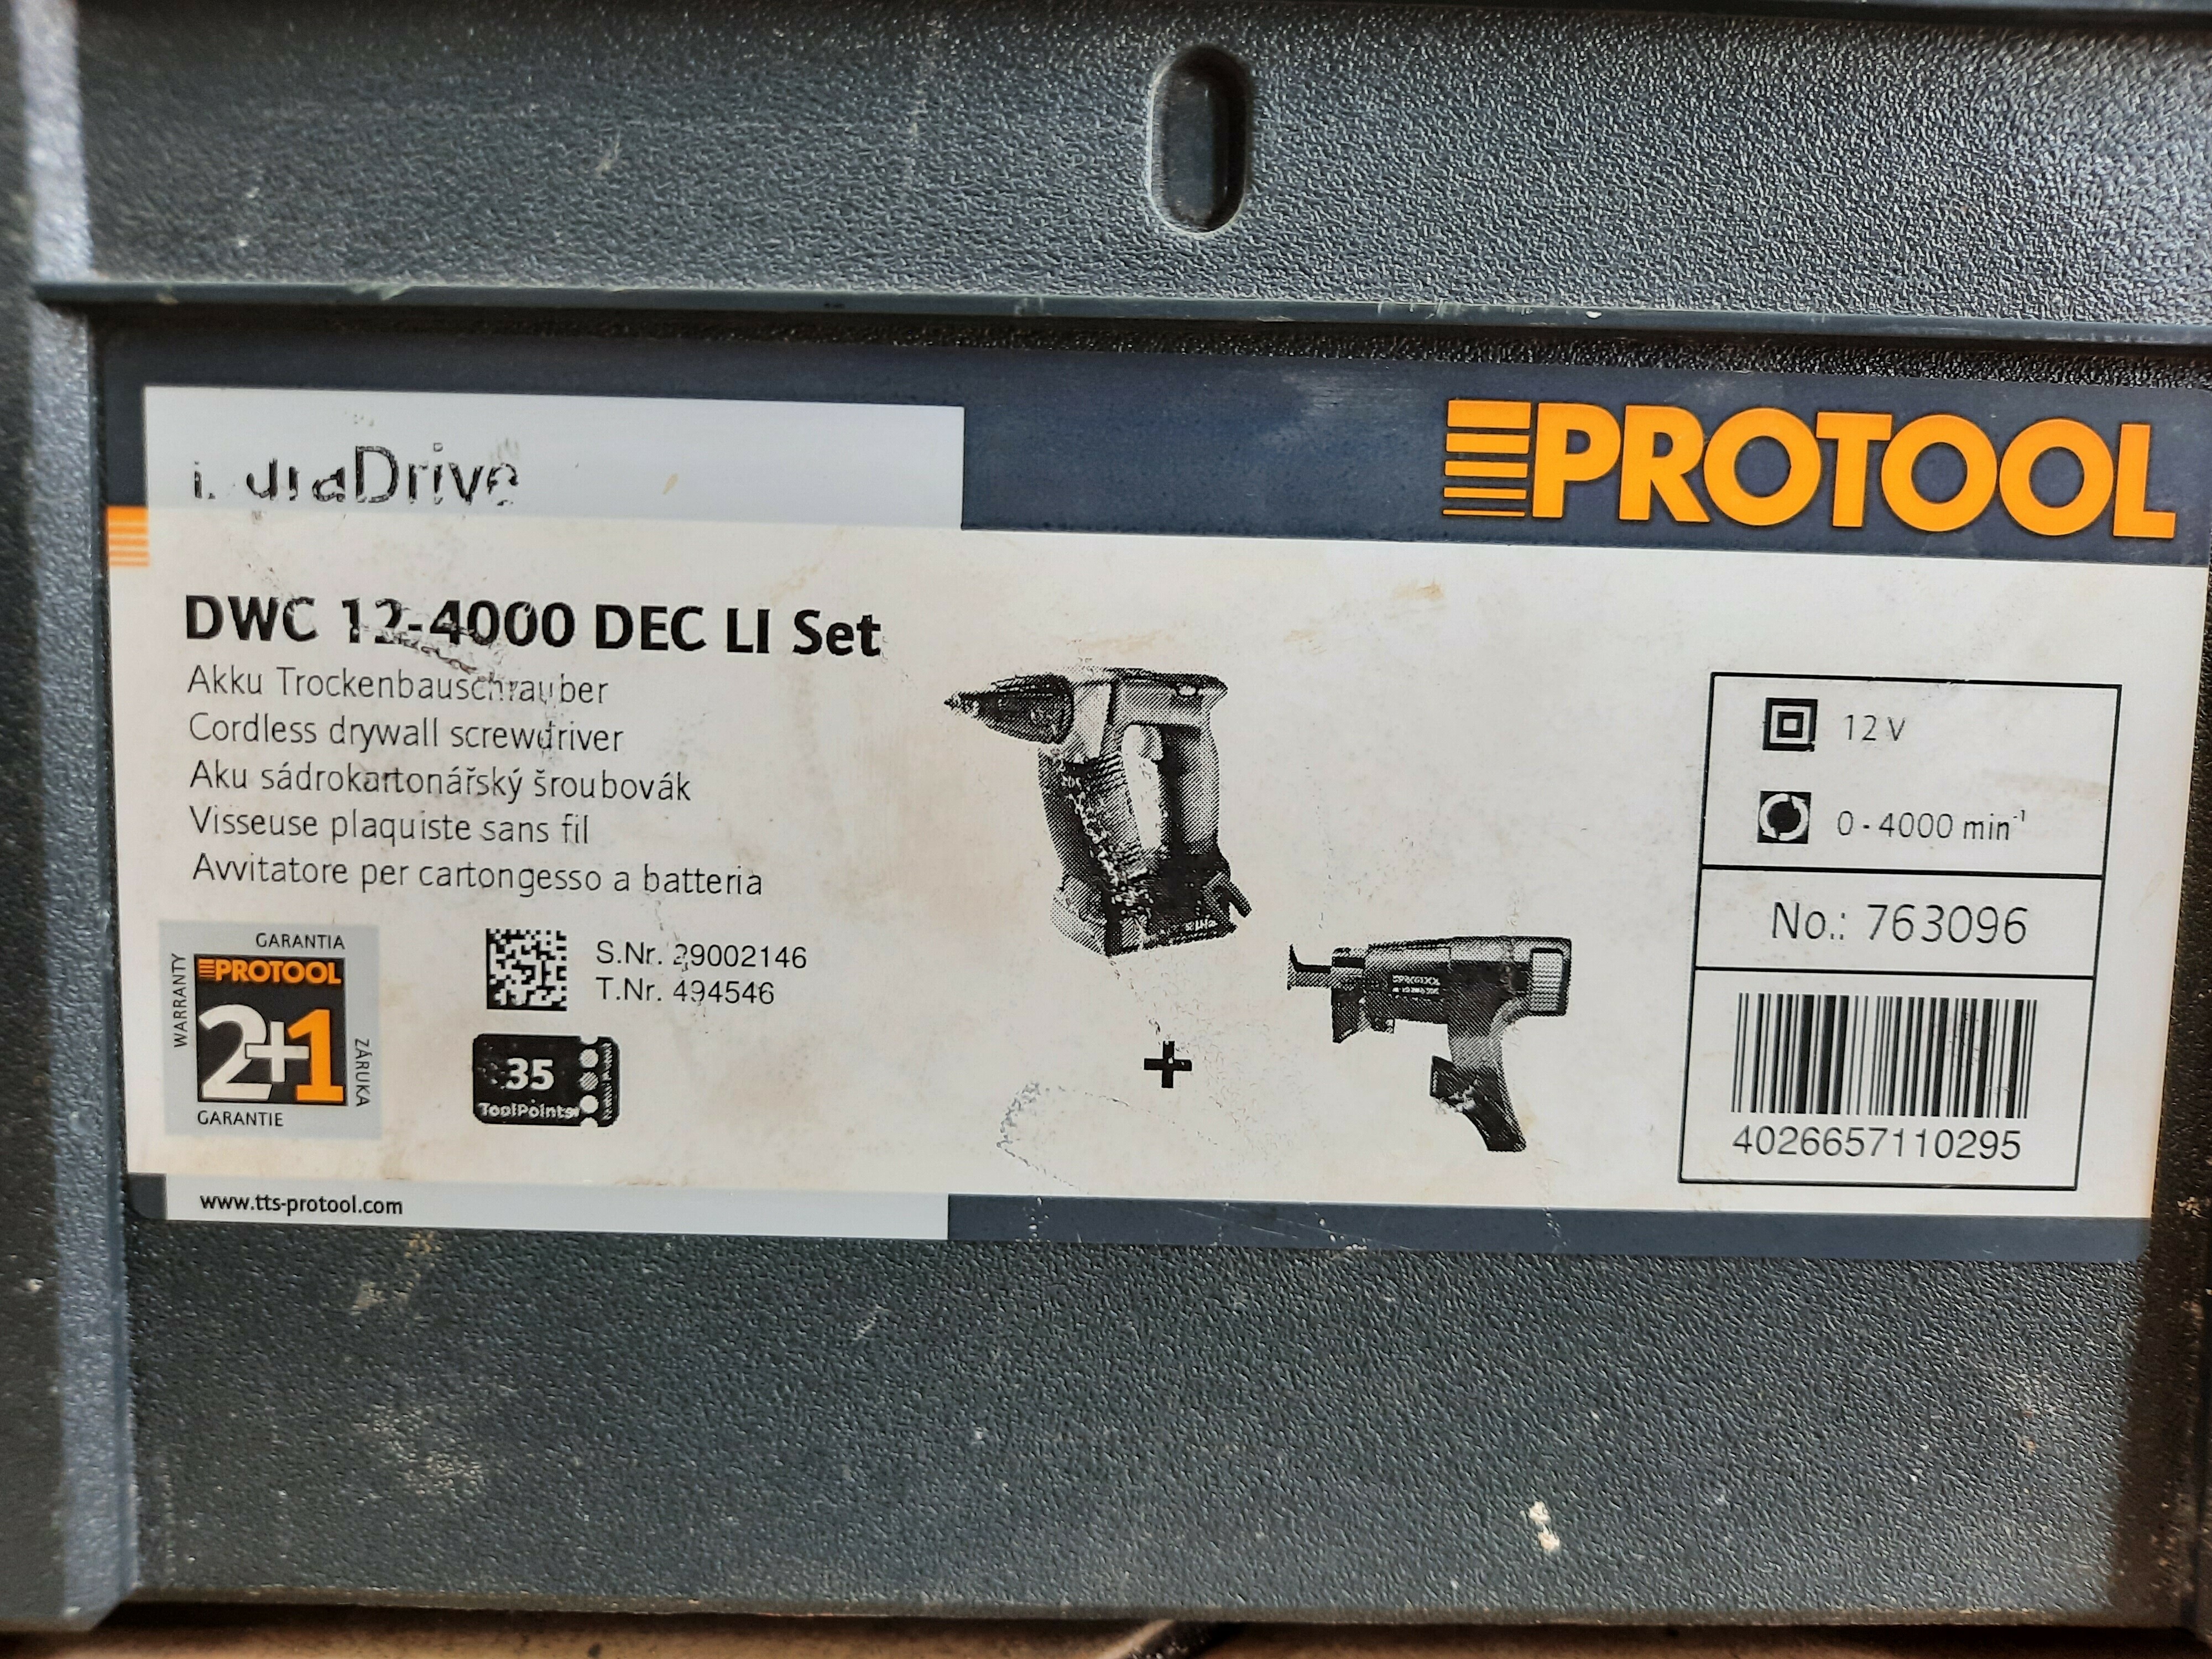 PROTOOL
DWC 12-4000 DEC LI Set
Akku Trockenbauschrauber
Cordless drywall screwdriver
Aku sádrokartonářský šroubovák
Visseuse plaquiste sans fil
Avvitatore per cartongesso a batteria
12 V
0 - 4000 min⁻¹
No.: 763096
4026657110295
GARANTIA
WARRANTY
PROTOOL
2+1
ZÁRUKA
GARANTIE
S.Nr. 29002146
T.Nr. 494546
35
ToolPoints
www.tts-protool.com